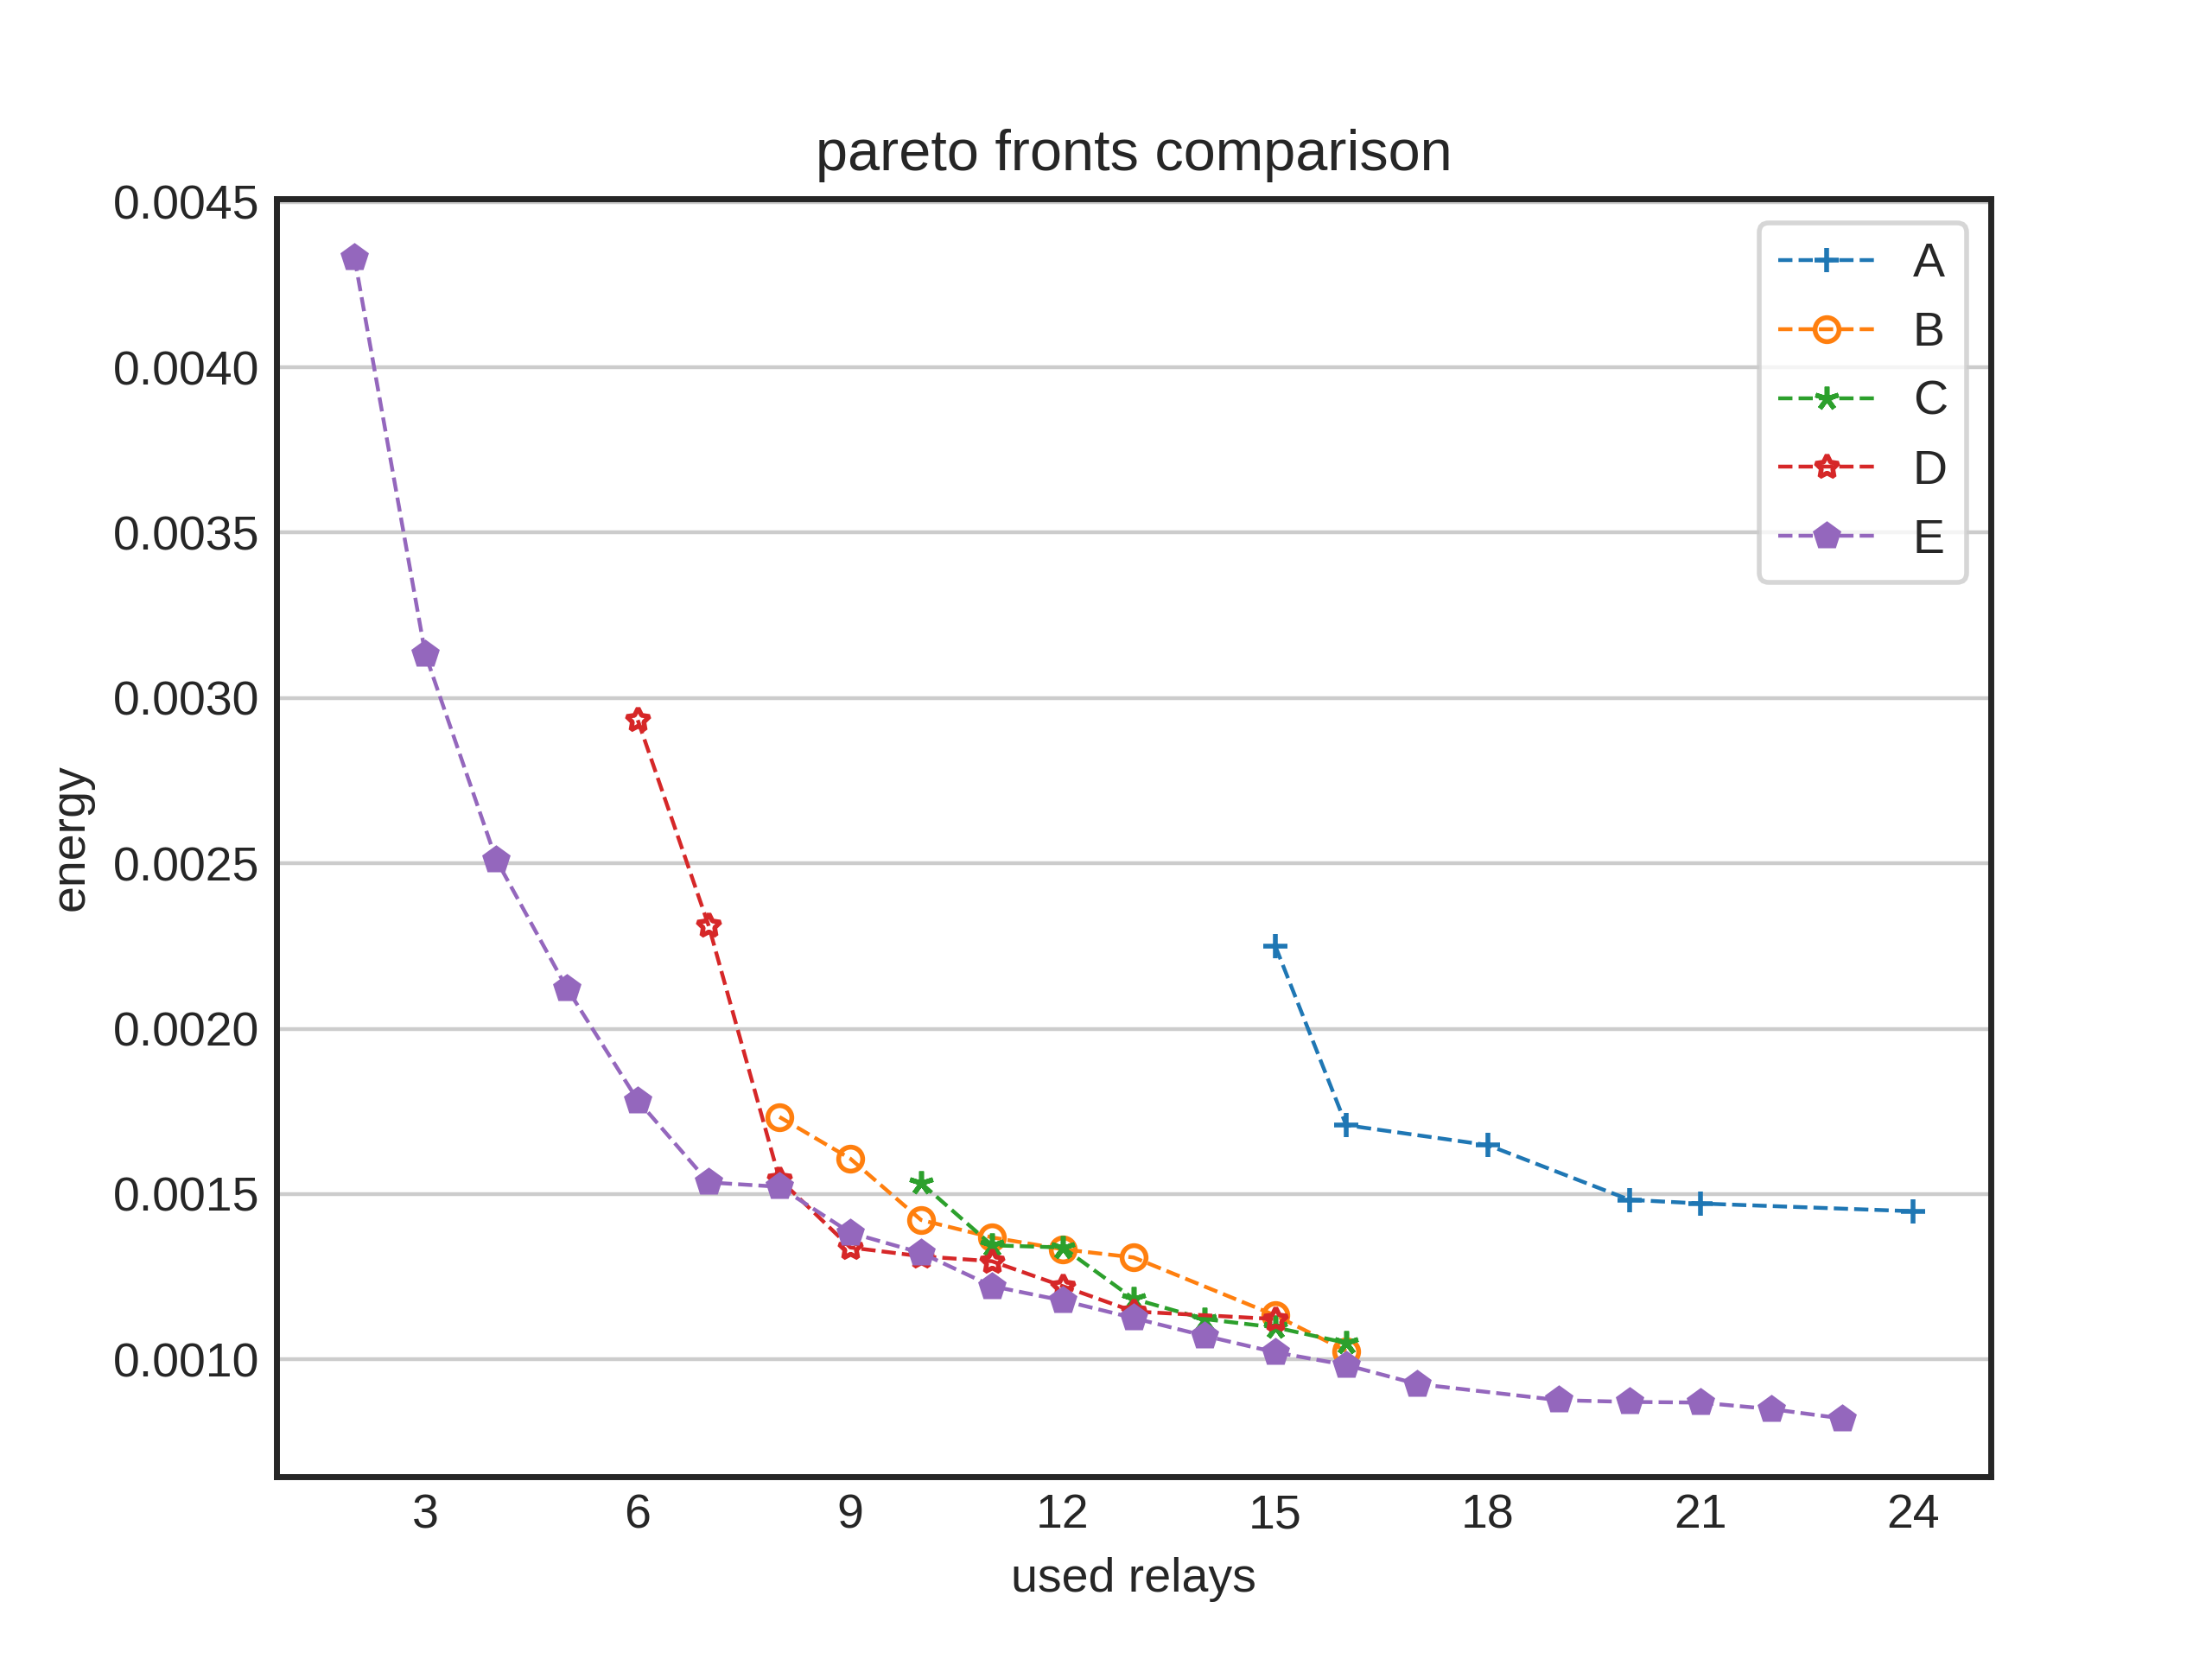 pareto fronts comparison
0.0045
0.0040
0.0035
0.0030
0.0025
0.0020
0.0015
0.0010
energy
A
B
C
D
E
3 6 9 12 15 18 21 24
used relays